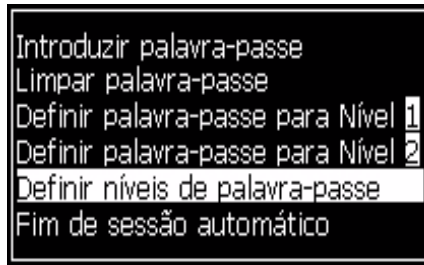 Introduzir palavra-passe
Limpar palavra-passe
Definir palavra-passe para Nível 1
Definir palavra-passe para Nível 2
Definir níveis de palavra-passe
Fim de sessão automático